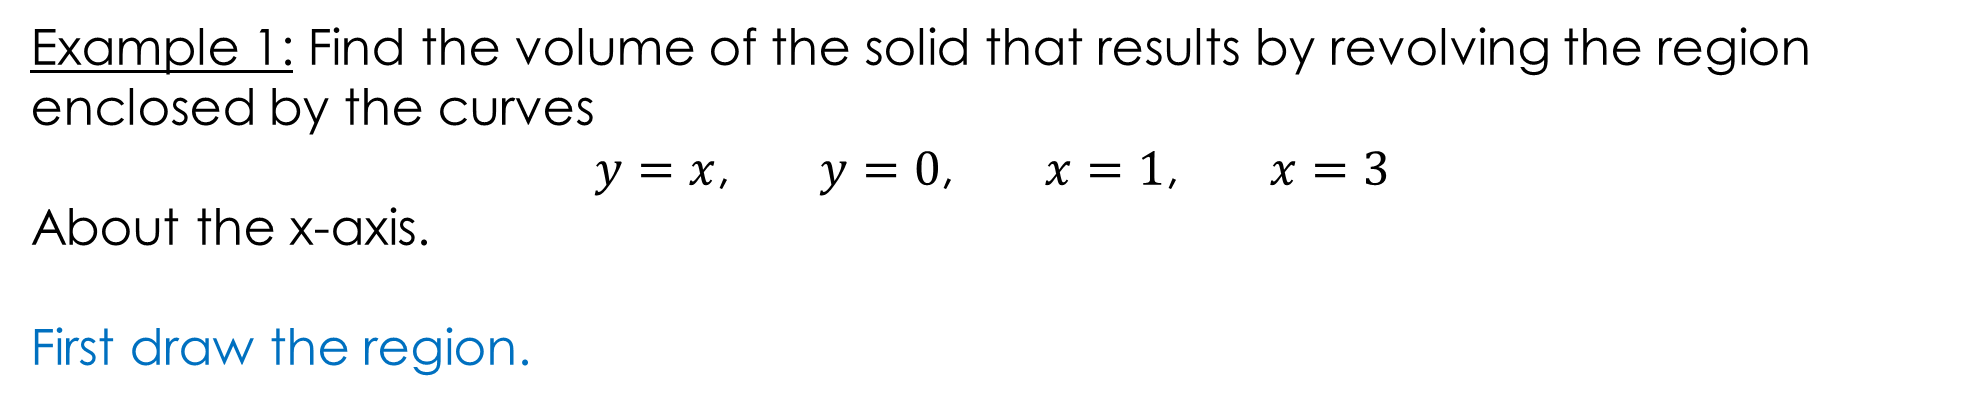 Example 1: Find the volume of the solid that results by revolving the region
enclosed by the curves
y = x,   y = 0,   x = 1,   x = 3
About the x-axis.
First draw the region.